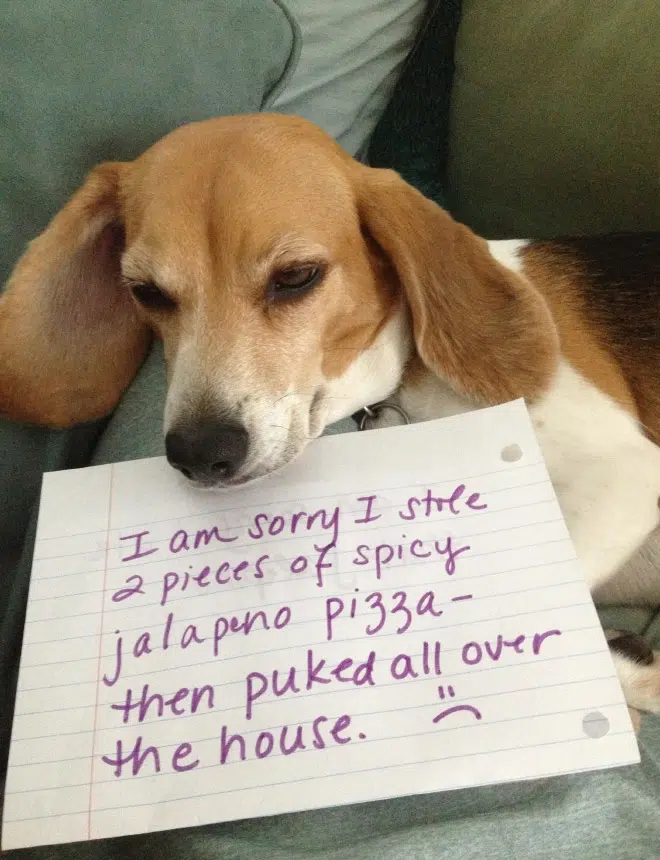 I am sorry I stole
2 pieces of spicy
jalapeno pizza-
then puked all over
the house. :(